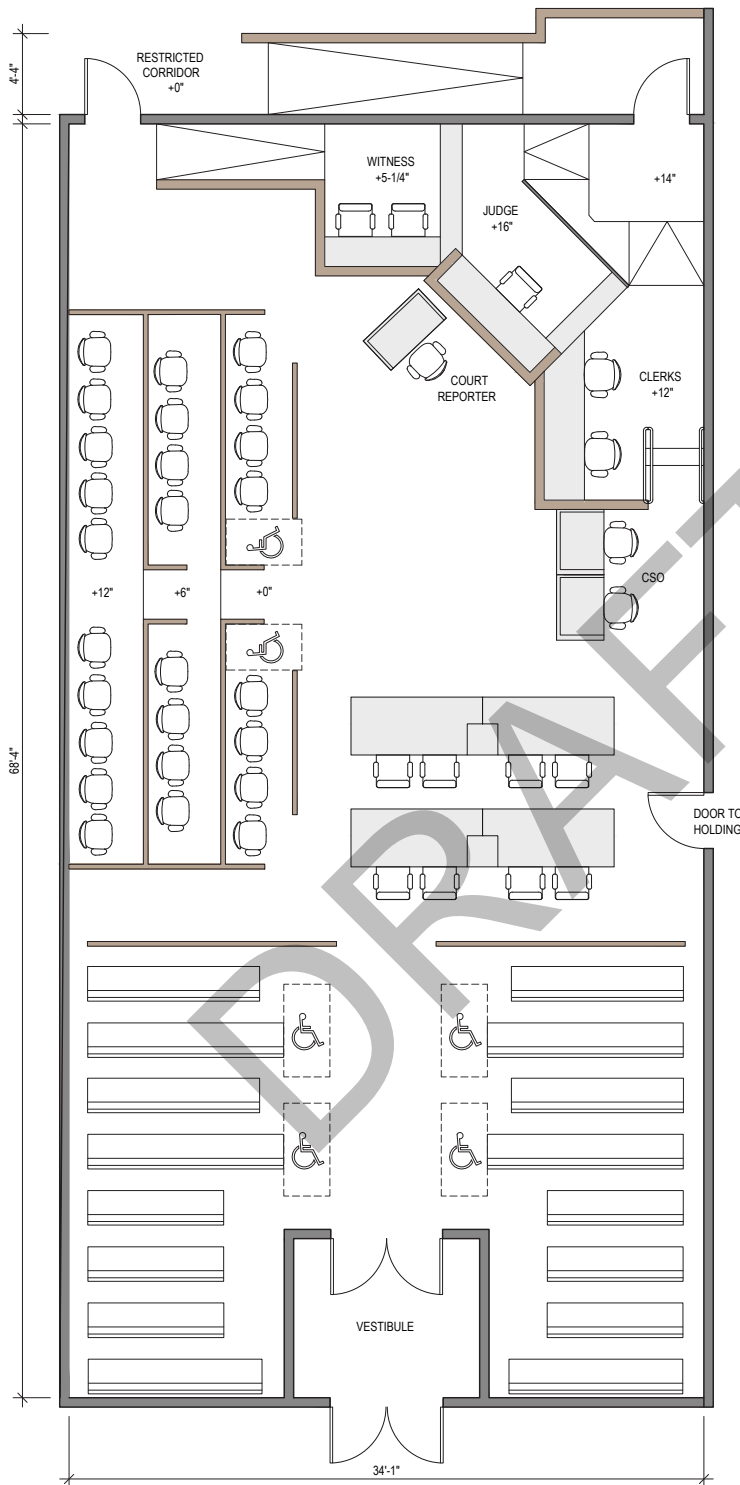 4'-4"
RESTRICTED
CORRIDOR
+0"
WITNESS
+5-1/4"
+14"
JUDGE
+16"
COURT
REPORTER
CLERKS
+12"
CSO
+12"
+6"
+0"
68'-4"
DOOR TO
HOLDING
DRAFT
VESTIBULE
34'-1"